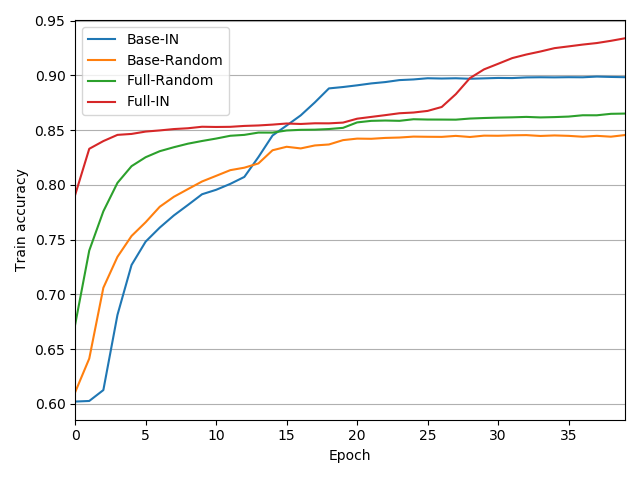 0.95
0.90
0.85
0.80
0.75
0.70
0.65
0.60
Train accuracy
Base-IN
Base-Random
Full-Random
Full-IN
0 5 10 15 20 25 30 35
Epoch